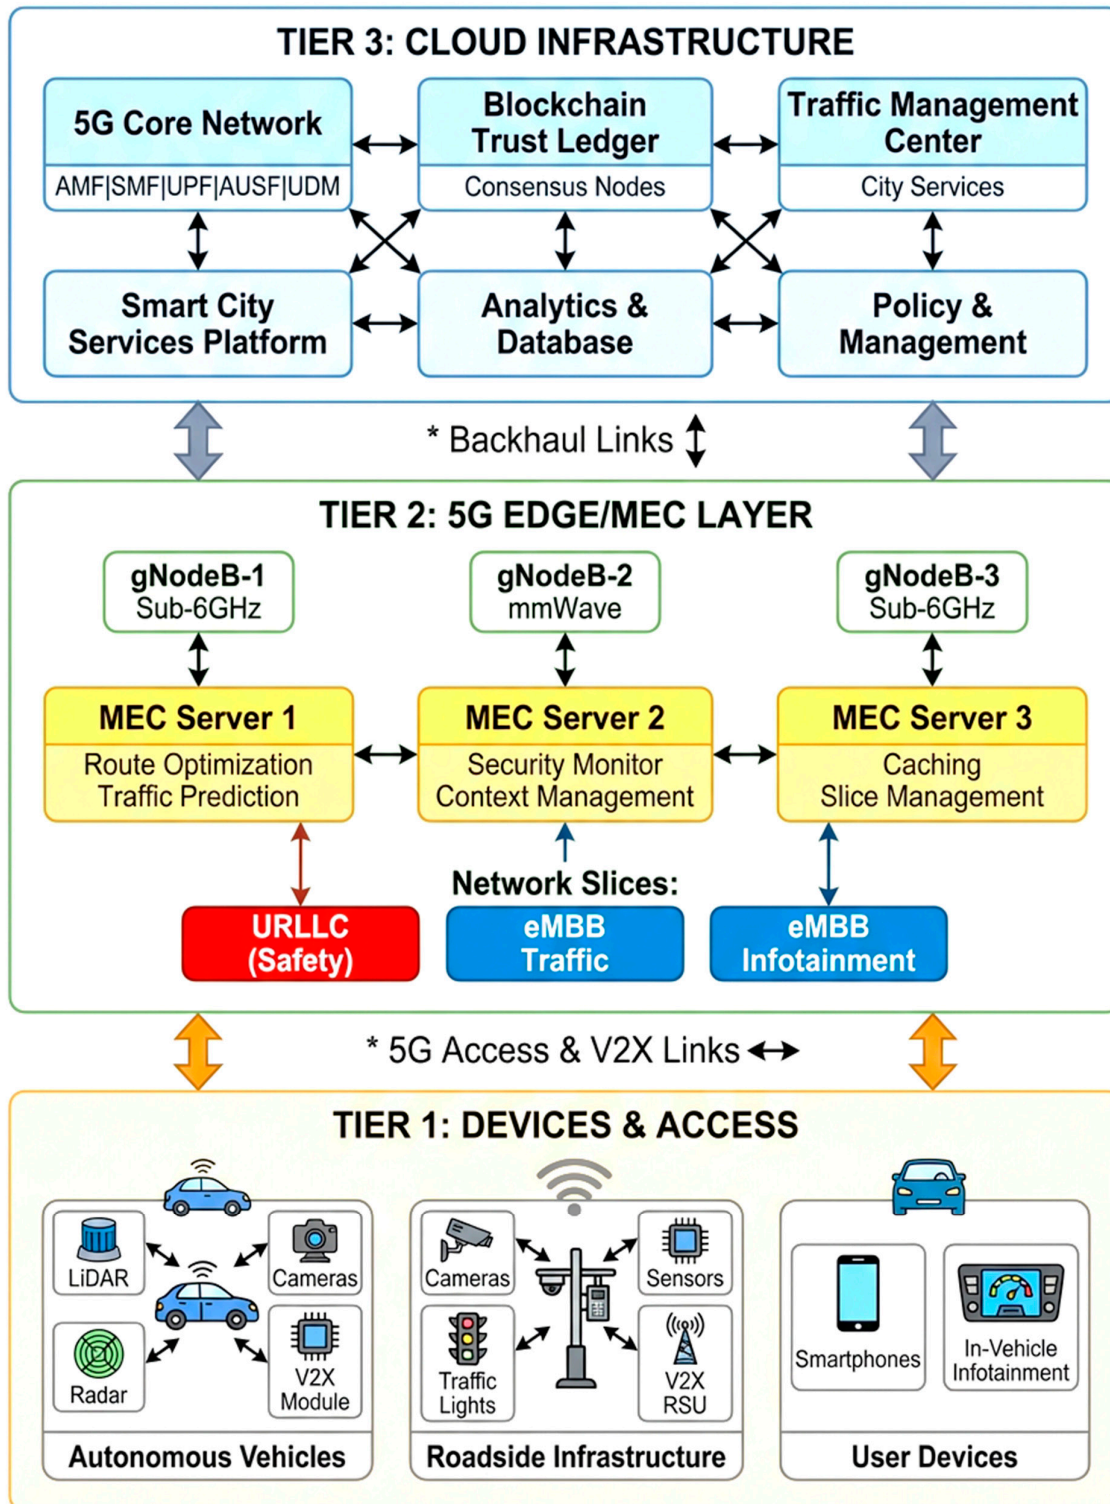 TIER 3: CLOUD INFRASTRUCTURE
5G Core Network
AMF|SMF|UPF|AUSF|UDM
Blockchain
Trust Ledger
Consensus Nodes
Traffic Management
Center
City Services
Smart City
Services Platform
Analytics &
Database
Policy &
Management
* Backhaul Links
TIER 2: 5G EDGE/MEC LAYER
gNodeB-1
Sub-6GHz
gNodeB-2
mmWave
gNodeB-3
Sub-6GHz
MEC Server 1
Route Optimization
Traffic Prediction
MEC Server 2
Security Monitor
Context Management
MEC Server 3
Caching
Slice Management
Network Slices:
URLLC
(Safety)
eMBB
Traffic
eMBB
Infotainment
* 5G Access & V2X Links
TIER 1: DEVICES & ACCESS
LiDAR
Cameras
Radar
V2X
Module
Autonomous Vehicles
Cameras
Sensors
Traffic
Lights
V2X
RSU
Roadside Infrastructure
Smartphones
In-Vehicle
Infotainment
User Devices